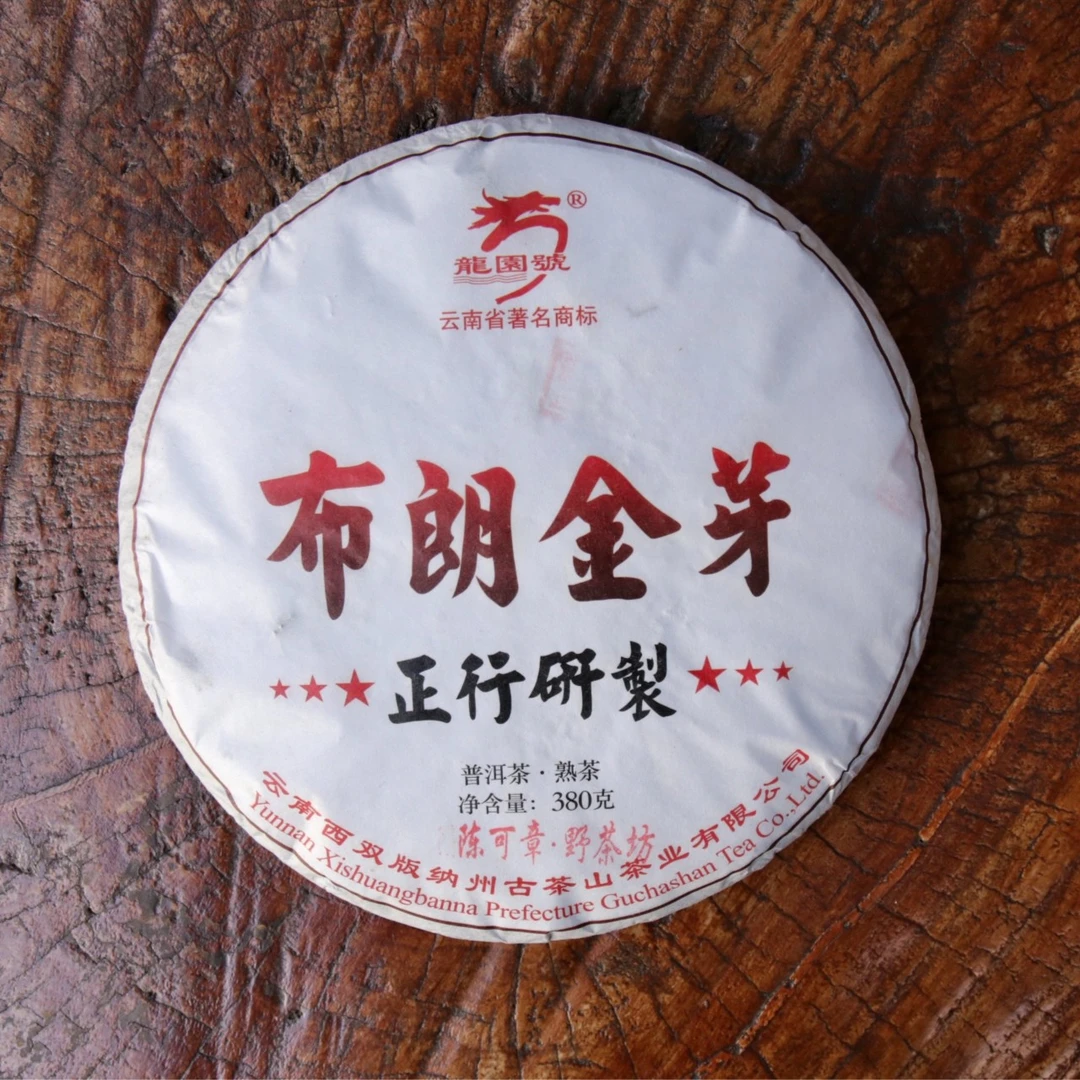 龍園號®
云南省著名商标
布朗金芽
★★★正行研製★★★
普洱茶·熟茶
净含量：380克
陈可章·野茶坊
云南西双版纳州古茶山茶业有限公司
Yunnan Xishuangbanna Prefecture Guchashan Tea Co.,Ltd.